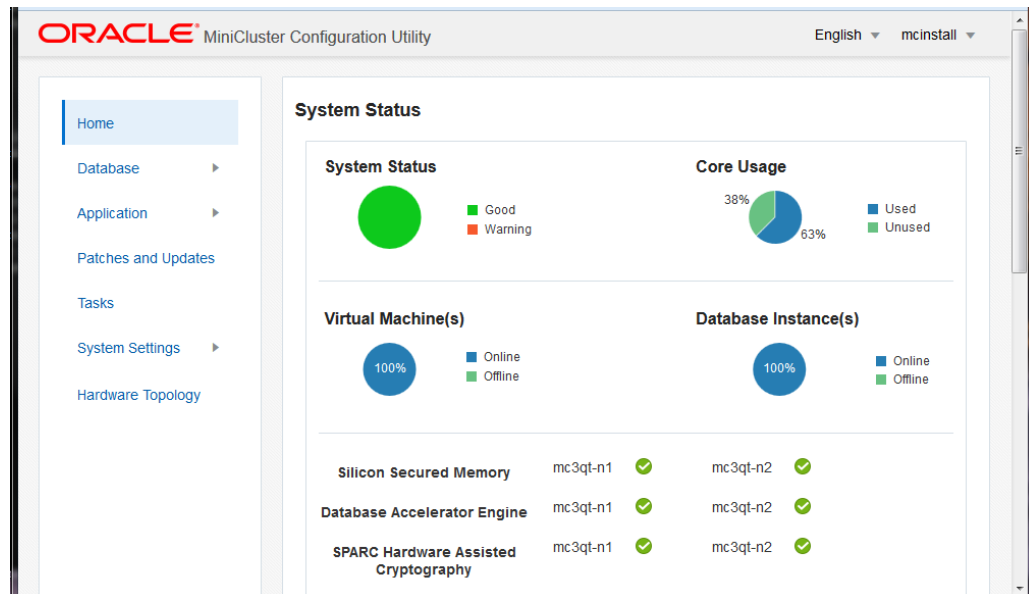 ORACLE MiniCluster Configuration Utility
English mcinstall
Home
Database
Application
Patches and Updates
Tasks
System Settings
Hardware Topology
System Status
System Status
Good
Warning
Core Usage
38%
63%
Used
Unused
Virtual Machine(s)
100%
Online
Offline
Database Instance(s)
100%
Online
Offline
Silicon Secured Memory mc3qt-n1 mc3qt-n2
Database Accelerator Engine mc3qt-n1 mc3qt-n2
SPARC Hardware Assisted mc3qt-n1 mc3qt-n2
Cryptography